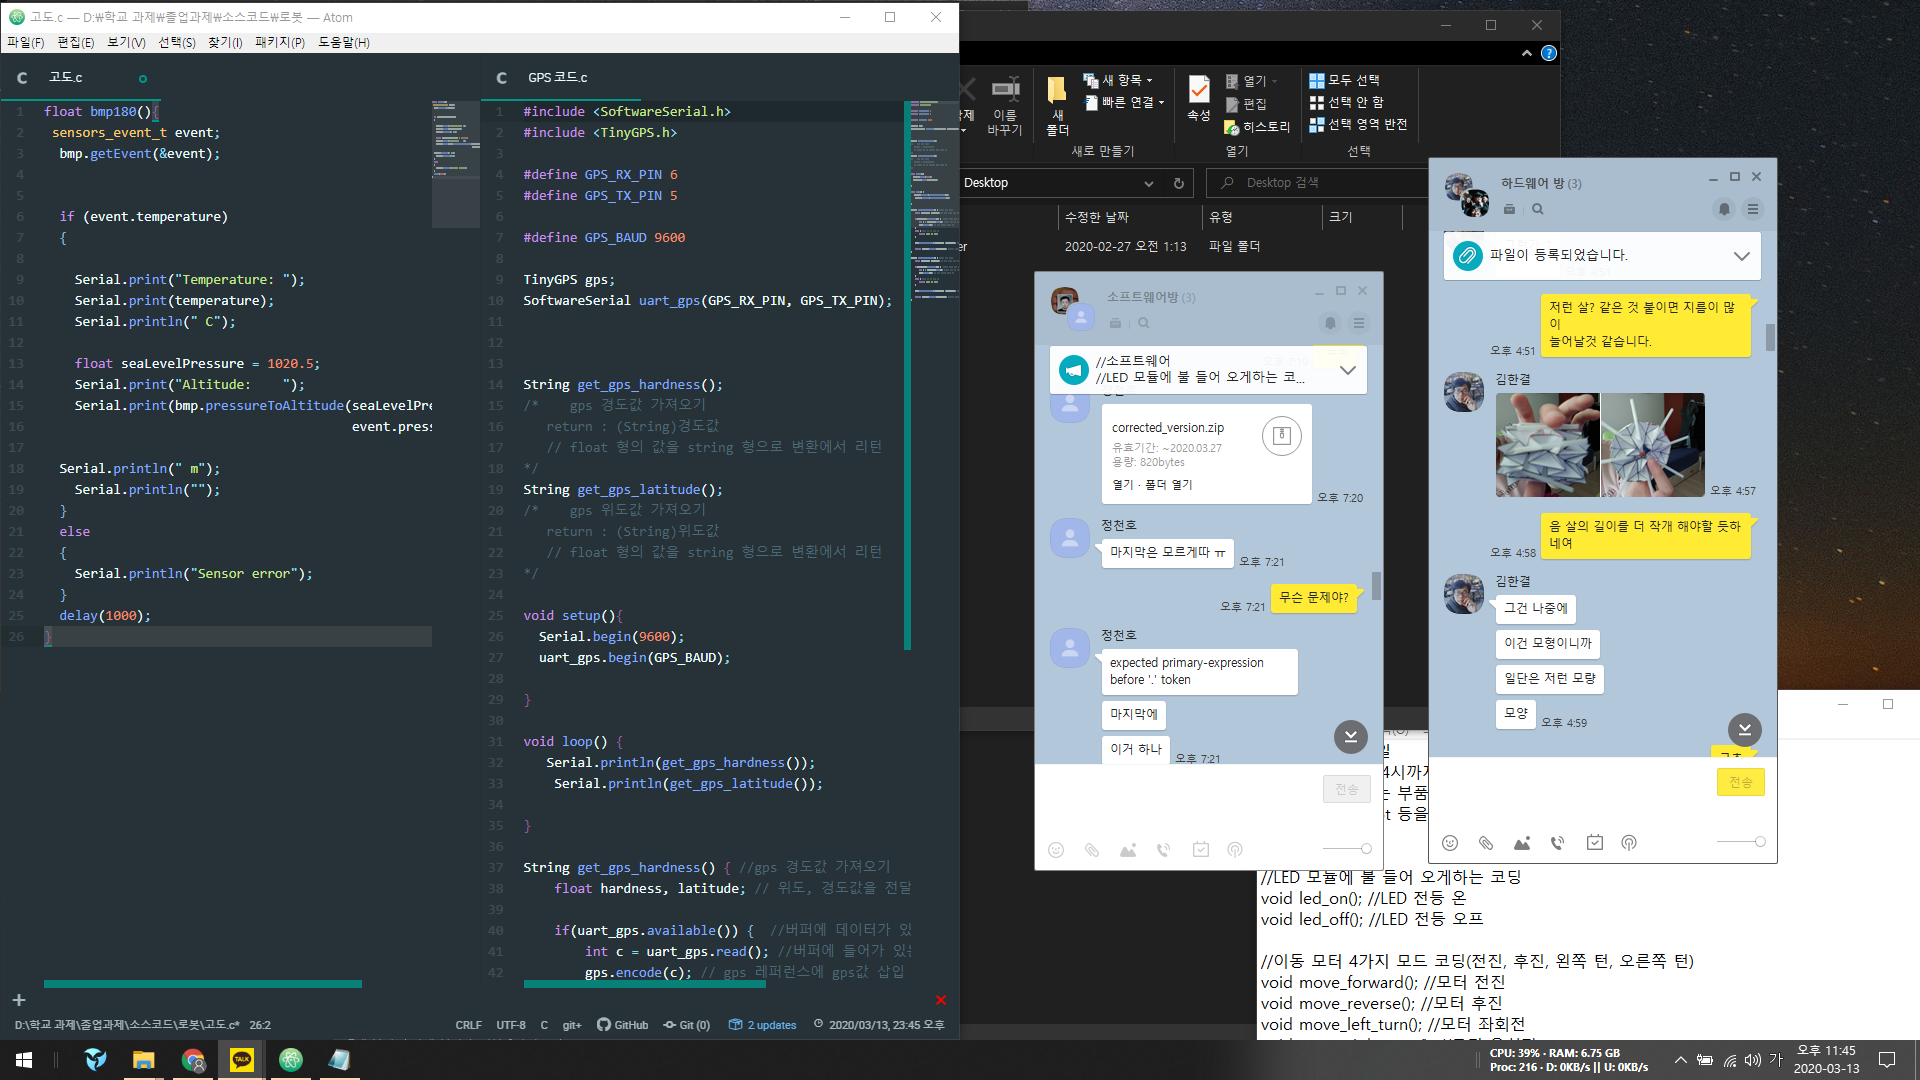 고도.c — D:₩학교 과제₩졸업과제₩소스코드₩로봇 — Atom
파일(F) 편집(E) 보기(V) 선택(S) 찾기(I) 패키지(P) 도움말(H)
고도.c
1 float bmp180(){
2 sensors_event_t event;
3 bmp.getEvent(&event);
4
5
6 if (event.temperature)
7 {
8
9 Serial.print("Temperature: ");
10 Serial.print(temperature);
11 Serial.println(" C");
12
13 float seaLevelPressure = 1020.5;
14 Serial.print("Altitude:    ");
15 Serial.print(bmp.pressureToAltitude(seaLevelPre
16 event.press
17
18 Serial.println(" m");
19 Serial.println("");
20 }
21 else
22 {
23 Serial.println("Sensor error");
24 }
25 delay(1000);
26 }
GPS 코드.c
1 #include <SoftwareSerial.h>
2 #include <TinyGPS.h>
3
4 #define GPS_RX_PIN 6
5 #define GPS_TX_PIN 5
6
7 #define GPS_BAUD 9600
8
9 TinyGPS gps;
10 SoftwareSerial uart_gps(GPS_RX_PIN, GPS_TX_PIN);
11
12
13
14 String get_gps_hardness();
15 /*    gps 경도값 가져오기
16 return : (String)경도값
17 // float 형의 값을 string 형으로 변환에서 리턴
18 */
19 String get_gps_latitude();
20 /*    gps 위도값 가져오기
21 return : (String)위도값
22 // float 형의 값을 string 형으로 변환에서 리턴
23 */
24
25 void setup(){
26 Serial.begin(9600);
27 uart_gps.begin(GPS_BAUD);
28
29 }
30
31 void loop() {
32 Serial.println(get_gps_hardness());
33 Serial.println(get_gps_latitude());
34
35 }
36
37 String get_gps_hardness() { //gps 경도값 가져오기
38 float hardness, latitude; // 위도, 경도값을 전달
39
40 if(uart_gps.available()) {  //버퍼에 데이터가 있
41 int c = uart_gps.read(); //버퍼에 들어가 있는
42 gps.encode(c); // gps 레퍼런스에 gps값 삽입
D:\학교 과제\졸업과제\소스코드\로봇\고도.c* 26:2
CRLF UTF-8 C git+ GitHub Git (0) 2 updates 2020/03/13, 23:45 오후
이름
바꾸기
새
폴더
새 항목
빠른 연결
새로 만들기
속성
열기
편집
히스토리
열기
모두 선택
선택 안 함
선택 영역 반전
선택
Desktop
Desktop 검색
수정한 날짜 유형 크기
er 2020-02-27 오전 1:13 파일 폴더
소프트웨어방 (3)
//소프트웨어
//LED 모듈에 불 들어 오게하는 코...
corrected_version.zip
유효기간: ~2020.03.27
용량: 820bytes
열기 · 폴더 열기
오후 7:20
정천호
마지막은 모르게따 ㅠ
오후 7:21
무슨 문제야?
오후 7:21
정천호
expected primary-expression
before '.' token
마지막에
이거 하나
오후 7:21
전송
하드웨어 방 (3)
파일이 등록되었습니다.
저런 살? 같은 것 붙이면 지름이 많
이
늘어날것 같습니다.
오후 4:51
김한결
오후 4:57
음 살의 길이를 더 작개 해야할 듯하
네여
오후 4:58
김한결
그건 나중에
이건 모형이니까
일단은 저런 모량
모양
오후 4:59
전송
일
4시까지
는 부품
ot 등을
//LED 모듈에 불 들어 오게하는 코딩
void led_on(); //LED 전등 온
void led_off(); //LED 전등 오프
//이동 모터 4가지 모드 코딩(전진, 후진, 왼쪽 턴, 오른쪽 턴)
void move_forward(); //모터 전진
void move_reverse(); //모터 후진
void move_left_turn(); //모터 좌회전
TALK
CPU: 39% · RAM: 6.75 GB
Proc: 216 · D: 0KB/s || U: 0KB/s
가
오후 11:45
2020-03-13